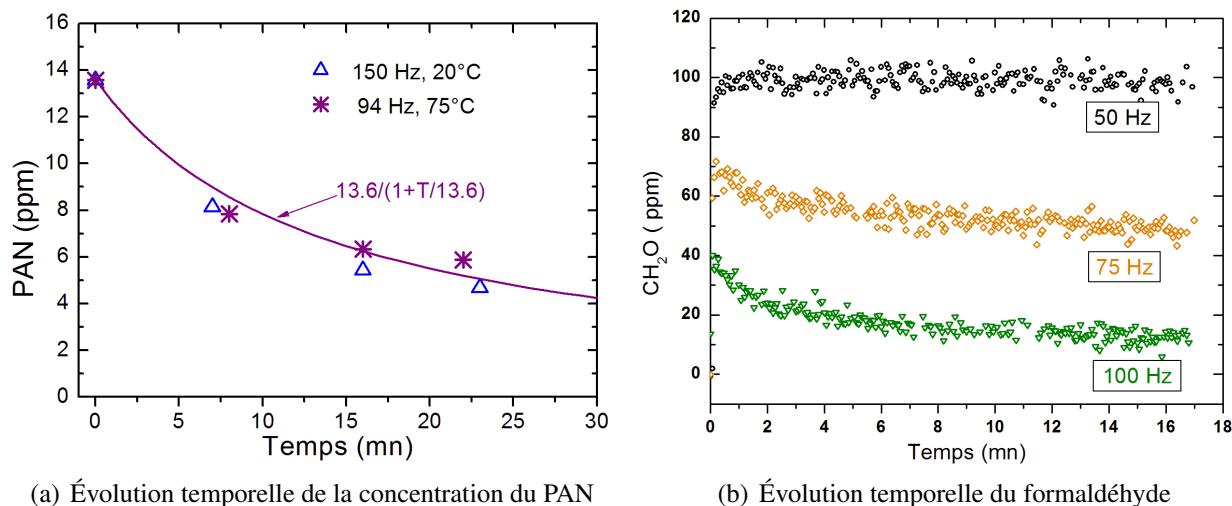 16
14
12
10
8
6
4
2
0
PAN (ppm)
150 Hz, 20°C
94 Hz, 75°C
13.6/(1+T/13.6)
0 5 10 15 20 25 30
Temps (mn)
(a) Évolution temporelle de la concentration du PAN
120
100
80
60
40
20
0
CH₂O ( ppm)
50 Hz
75 Hz
100 Hz
0 2 4 6 8 10 12 14 16 18
Temps (mn)
(b) Évolution temporelle du formaldéhyde